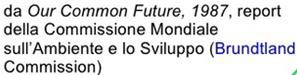 da Our Common Future, 1987, report
della Commissione Mondiale
sull'Ambiente e lo Sviluppo (Brundtland
Commission)